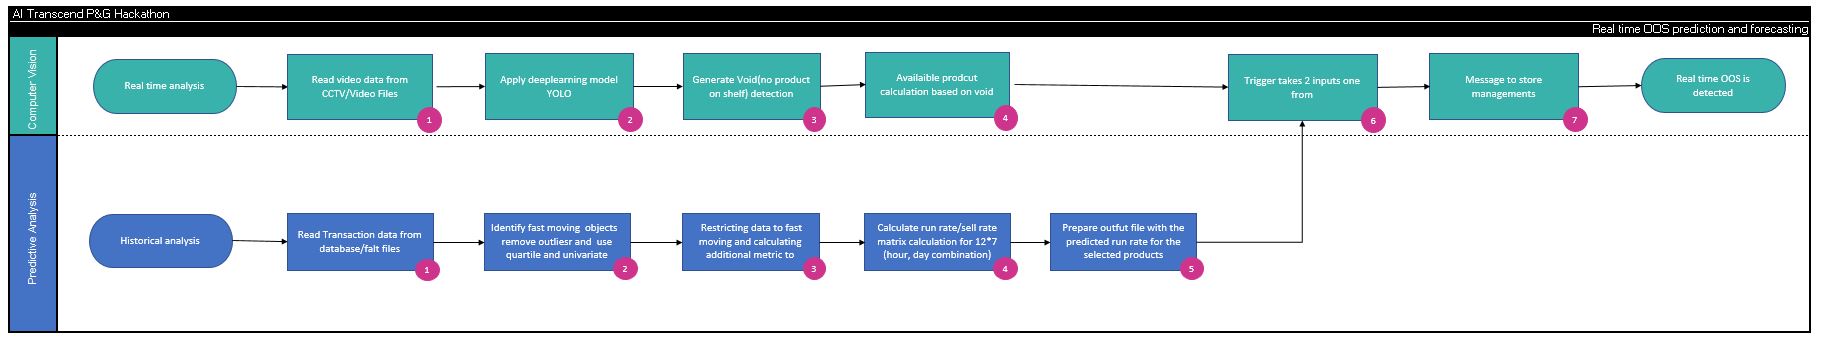 AI Transcend P&G Hackathon
Real time OOS prediction and forecasting
Computer Vision
Real time analysis
Read video data from
CCTV/Video Files
1
Apply deeplearning model
YOLO
2
Generate Void(no product
on shelf) detection
3
Availaible prodcut
calculation based on void
4
Trigger takes 2 inputs one
from
6
Message to store
managements
7
Real time OOS is
detected
Predictive Analysis
Historical analysis
Read Transaction data from
database/falt files
1
Identify fast moving objects
remove outliesr and use
quartile and univariate
2
Restricting data to fast
moving and calculating
additional metric to
3
Calculate run rate/sell rate
matrix calculation for 12*7
(hour, day combination)
4
Prepare outfut file with the
predicted run rate for the
selected products
5